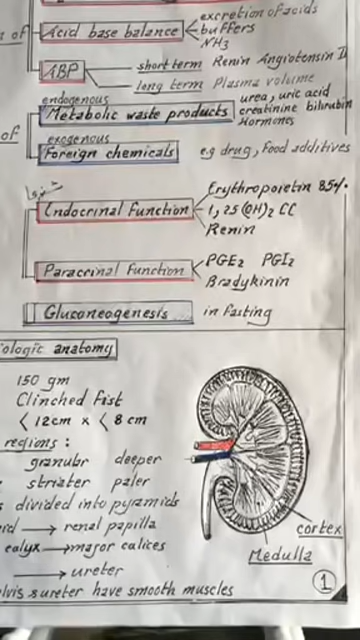 excretion of acids
n of Acid base balance buffers
NH3
short term Renin Angiotensin II
ABP
long term Plasma volume
endogenous
Metabolic waste products urea, uric acid
creatinine bilirubin
Hormones
of
exogenous
Foreign chemicals e.g drug, Food additives
Erythropoietin 85%
Endocrinal Function 1,25(OH)2 CC
Renin
PGE2 PGI2
Paracrinal Function
Bradykinin
Gluconeogenesis in Fasting
ologic anatomy
150 gm
Clinched Fist
< 12cm x < 8 cm
regions :
granular deeper
striater paler
s divided into pyramids
→ renal papilla
calyx → major calices
→ ureter
lvis & ureter have smooth muscles
cortex
Medulla
1